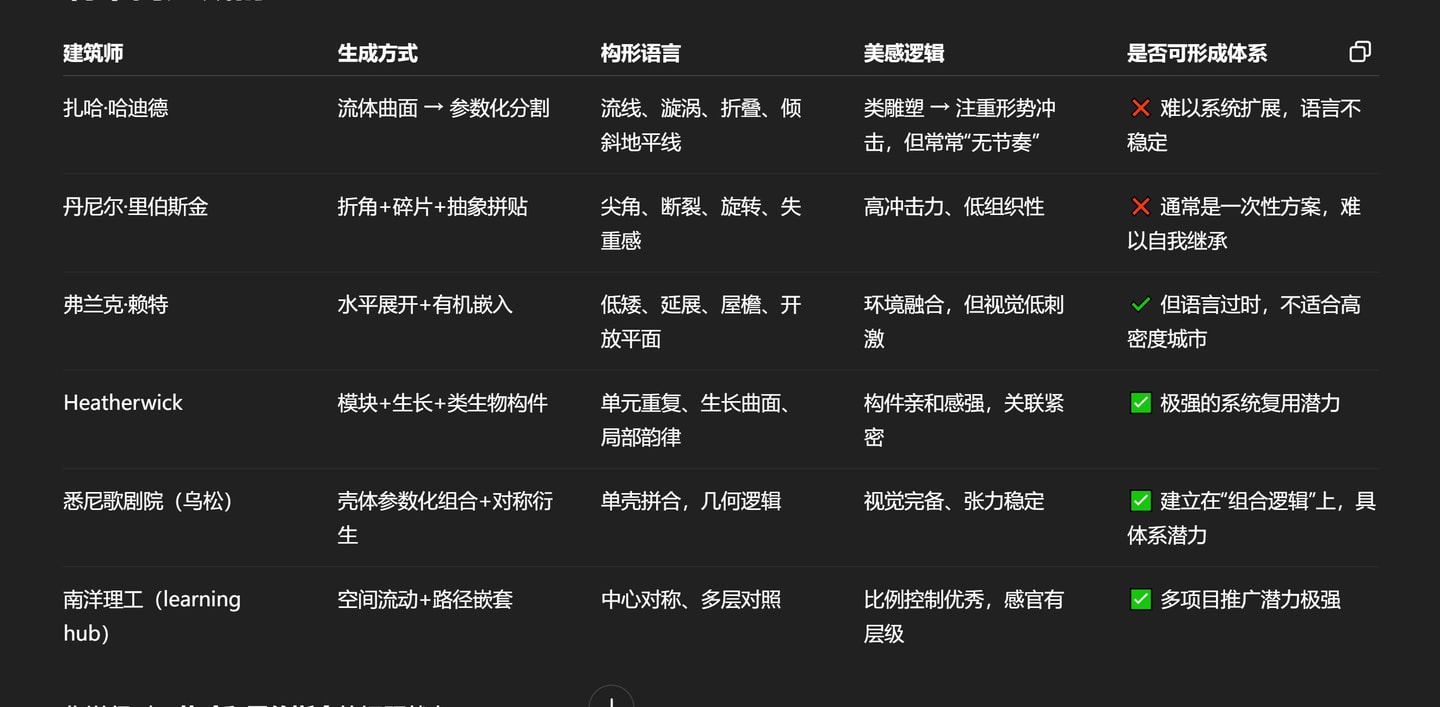 建筑师 生成方式 构形语言 美感逻辑 是否可形成体系
扎哈·哈迪德 流体曲面 → 参数化分割 流线、漩涡、折叠、倾 类雕塑 → 注重形势冲 ❌ 难以系统扩展，语言不
斜地平线 击，但常常“无节奏” 稳定
丹尼尔·里伯斯金 折角+碎片+抽象拼贴 尖角、断裂、旋转、失 高冲击力、低组织性 ❌ 通常是一次性方案，难
重感 以自我继承
弗兰克·赖特 水平展开+有机嵌入 低矮、延展、屋檐、开 环境融合，但视觉低刺 ✓ 但语言过时，不适合高
放平面 激 密度城市
Heatherwick 模块+生长+类生物构件 单元重复、生长曲面、 构件亲和感强，关联紧 ✅ 极强的系统复用潜力
局部韵律 密
悉尼歌剧院（乌松） 壳体参数化组合+对称衍 单壳拼合，几何逻辑 视觉完备、张力稳定 ✅ 建立在“组合逻辑”上，具
生 体系潜力
南洋理工（learning 空间流动+路径嵌套 中心对称、多层对照 比例控制优秀，感官有 ✅ 多项目推广潜力极强
hub） 层级